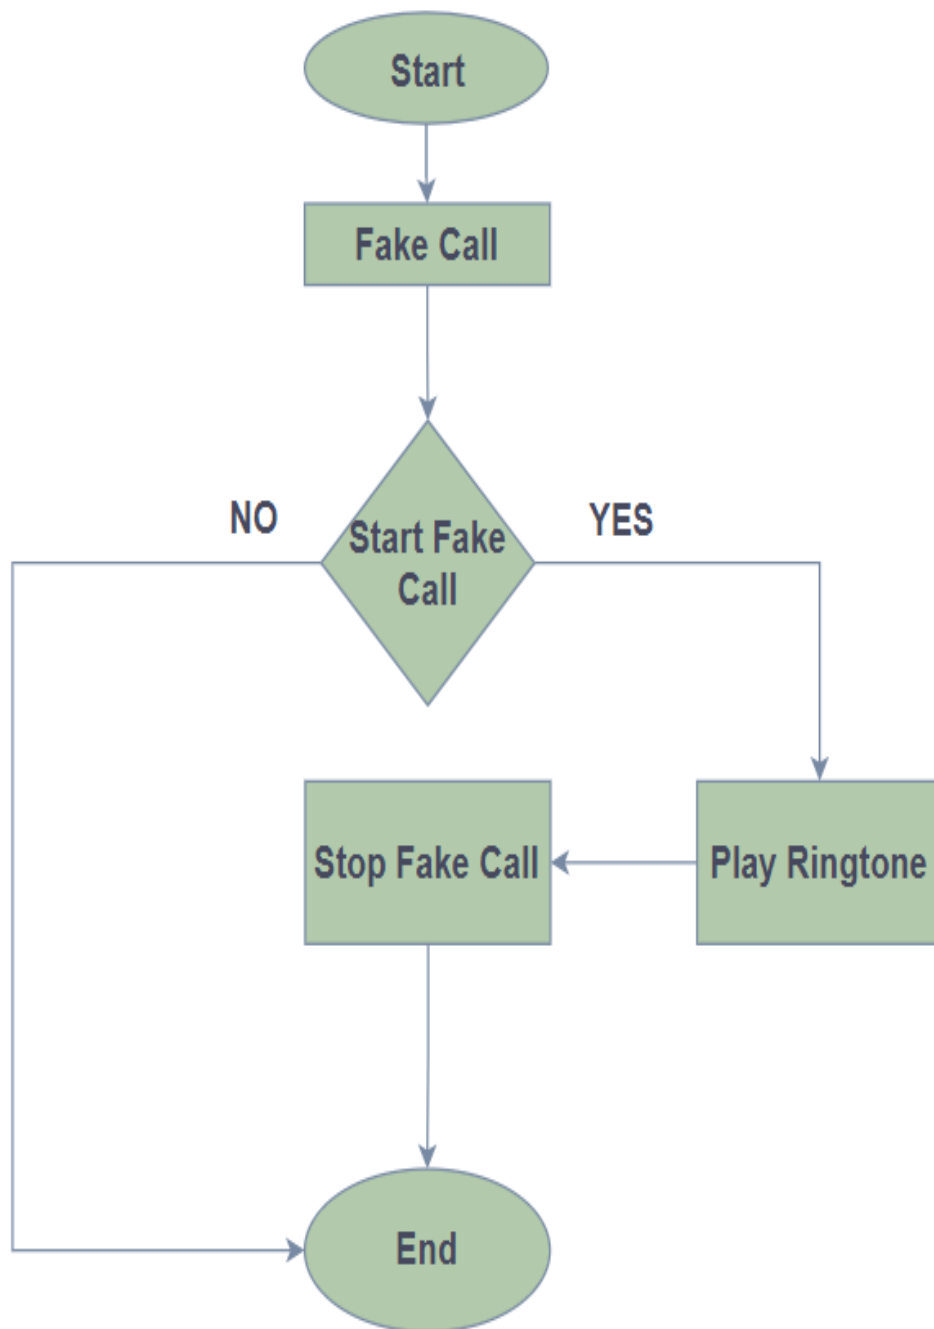 Start
Fake Call
NO
YES
Start Fake
Call
Stop Fake Call
Play Ringtone
End